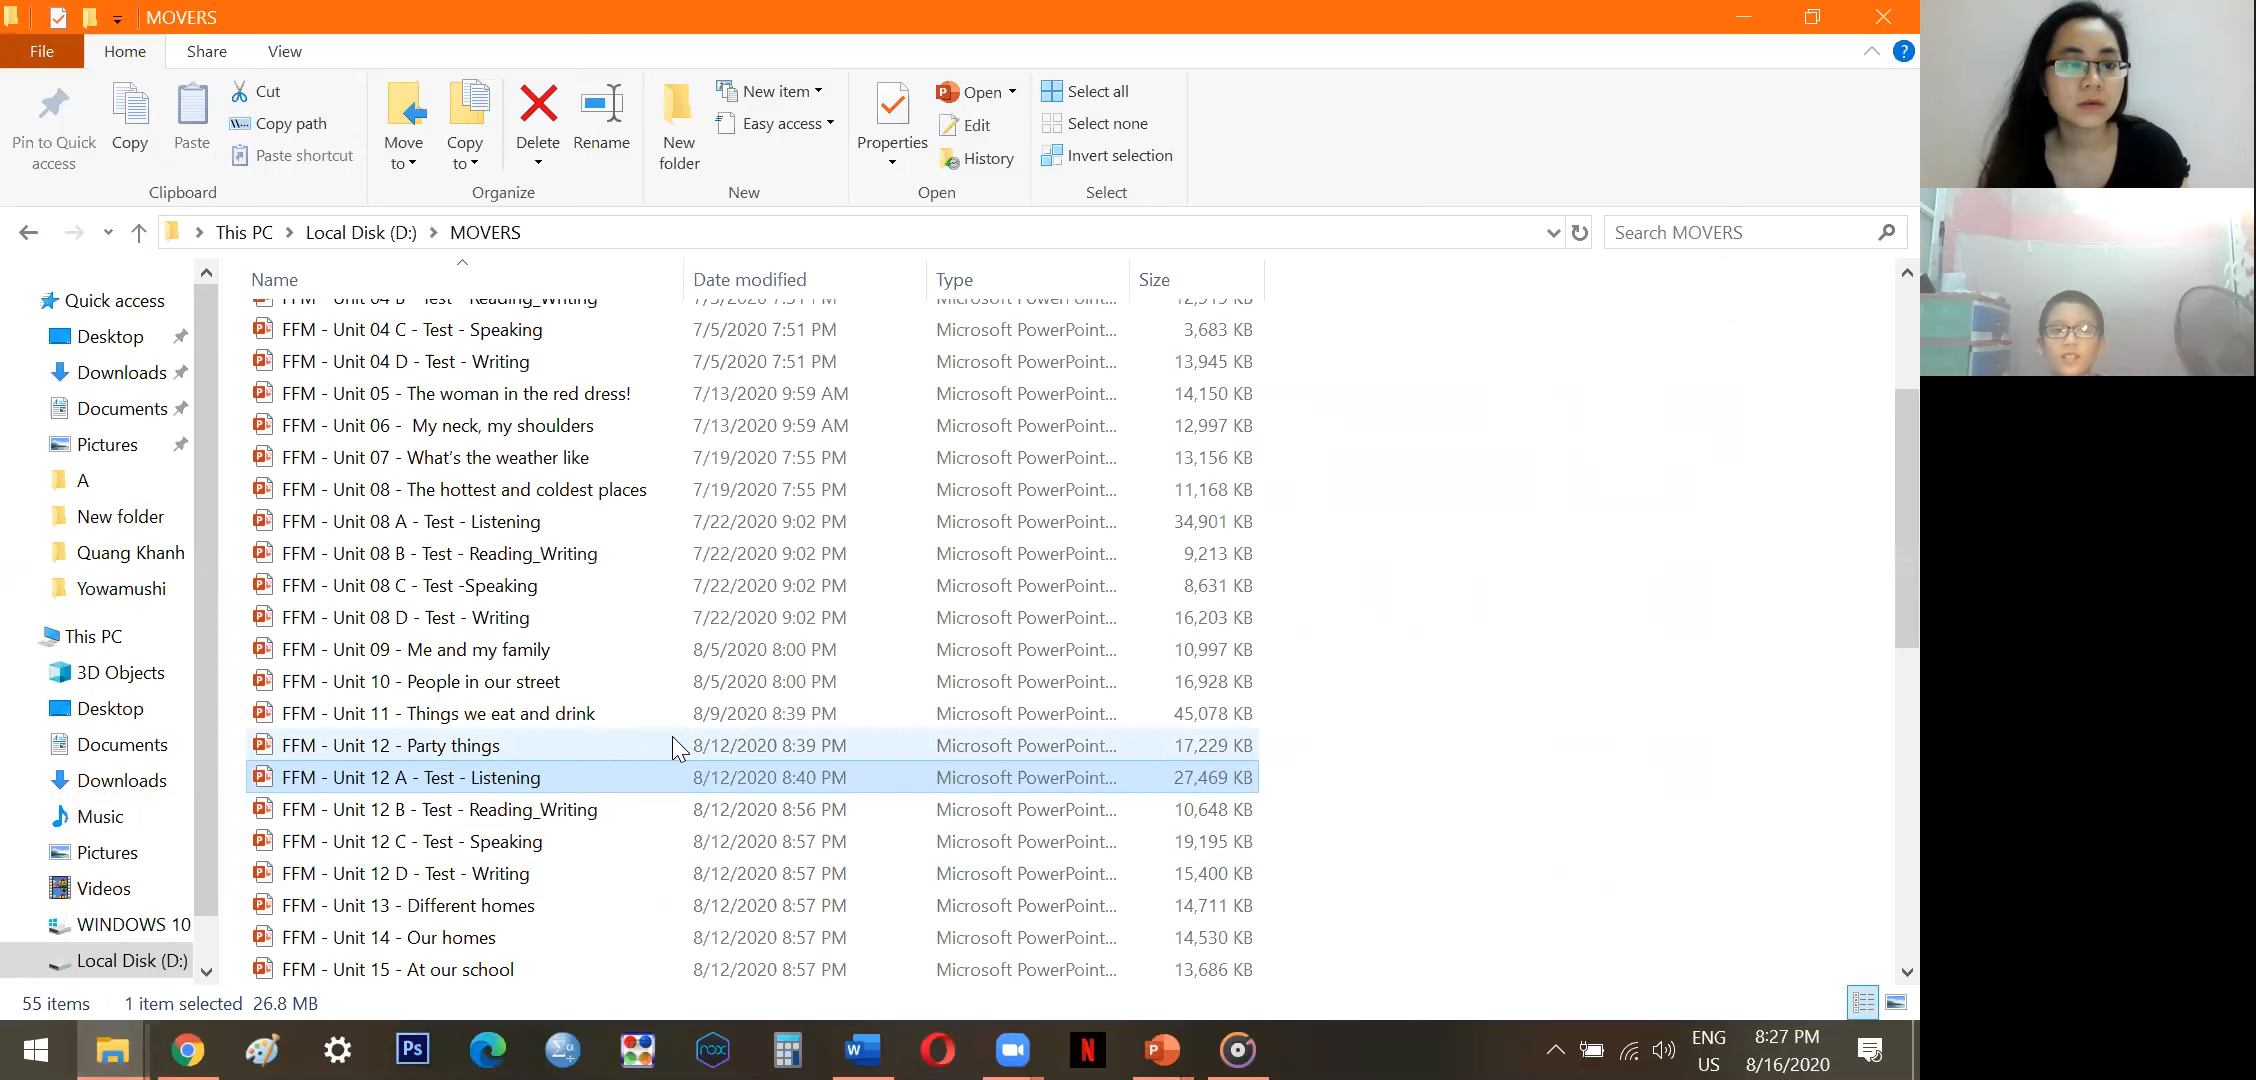 MOVERS
File Home Share View
Pin to Quick access
Copy
Paste
Cut
Copy path
Paste shortcut
Clipboard
Move to
Copy to
Delete
Rename
Organize
New folder
New item
Easy access
New
Properties
Open
Edit
History
Open
Select all
Select none
Invert selection
Select
This PC Local Disk (D:) MOVERS
Search MOVERS
Quick access
Desktop
Downloads
Documents
Pictures
A
New folder
Quang Khanh
Yowamushi
This PC
3D Objects
Desktop
Documents
Downloads
Music
Pictures
Videos
WINDOWS 10
Local Disk (D:)
Name Date modified Type Size
FFM - Unit 04 B - Test - Reading_Writing 7/5/2020 7:51 PM Microsoft PowerPoint...
FFM - Unit 04 C - Test - Speaking 7/5/2020 7:51 PM Microsoft PowerPoint... 3,683 KB
FFM - Unit 04 D - Test - Writing 7/5/2020 7:51 PM Microsoft PowerPoint... 13,945 KB
FFM - Unit 05 - The woman in the red dress! 7/13/2020 9:59 AM Microsoft PowerPoint... 14,150 KB
FFM - Unit 06 - My neck, my shoulders 7/13/2020 9:59 AM Microsoft PowerPoint... 12,997 KB
FFM - Unit 07 - What's the weather like 7/19/2020 7:55 PM Microsoft PowerPoint... 13,156 KB
FFM - Unit 08 - The hottest and coldest places 7/19/2020 7:55 PM Microsoft PowerPoint... 11,168 KB
FFM - Unit 08 A - Test - Listening 7/22/2020 9:02 PM Microsoft PowerPoint... 34,901 KB
FFM - Unit 08 B - Test - Reading_Writing 7/22/2020 9:02 PM Microsoft PowerPoint... 9,213 KB
FFM - Unit 08 C - Test -Speaking 7/22/2020 9:02 PM Microsoft PowerPoint... 8,631 KB
FFM - Unit 08 D - Test - Writing 7/22/2020 9:02 PM Microsoft PowerPoint... 16,203 KB
FFM - Unit 09 - Me and my family 8/5/2020 8:00 PM Microsoft PowerPoint... 10,997 KB
FFM - Unit 10 - People in our street 8/5/2020 8:00 PM Microsoft PowerPoint... 16,928 KB
FFM - Unit 11 - Things we eat and drink 8/9/2020 8:39 PM Microsoft PowerPoint... 45,078 KB
FFM - Unit 12 - Party things 8/12/2020 8:39 PM Microsoft PowerPoint... 17,229 KB
FFM - Unit 12 A - Test - Listening 8/12/2020 8:40 PM Microsoft PowerPoint... 27,469 KB
FFM - Unit 12 B - Test - Reading_Writing 8/12/2020 8:56 PM Microsoft PowerPoint... 10,648 KB
FFM - Unit 12 C - Test - Speaking 8/12/2020 8:57 PM Microsoft PowerPoint... 19,195 KB
FFM - Unit 12 D - Test - Writing 8/12/2020 8:57 PM Microsoft PowerPoint... 15,400 KB
FFM - Unit 13 - Different homes 8/12/2020 8:57 PM Microsoft PowerPoint... 14,711 KB
FFM - Unit 14 - Our homes 8/12/2020 8:57 PM Microsoft PowerPoint... 14,530 KB
FFM - Unit 15 - At our school 8/12/2020 8:57 PM Microsoft PowerPoint... 13,686 KB
55 items 1 item selected 26.8 MB
Ps
nox
W
N
P
ENG
US
8:27 PM
8/16/2020